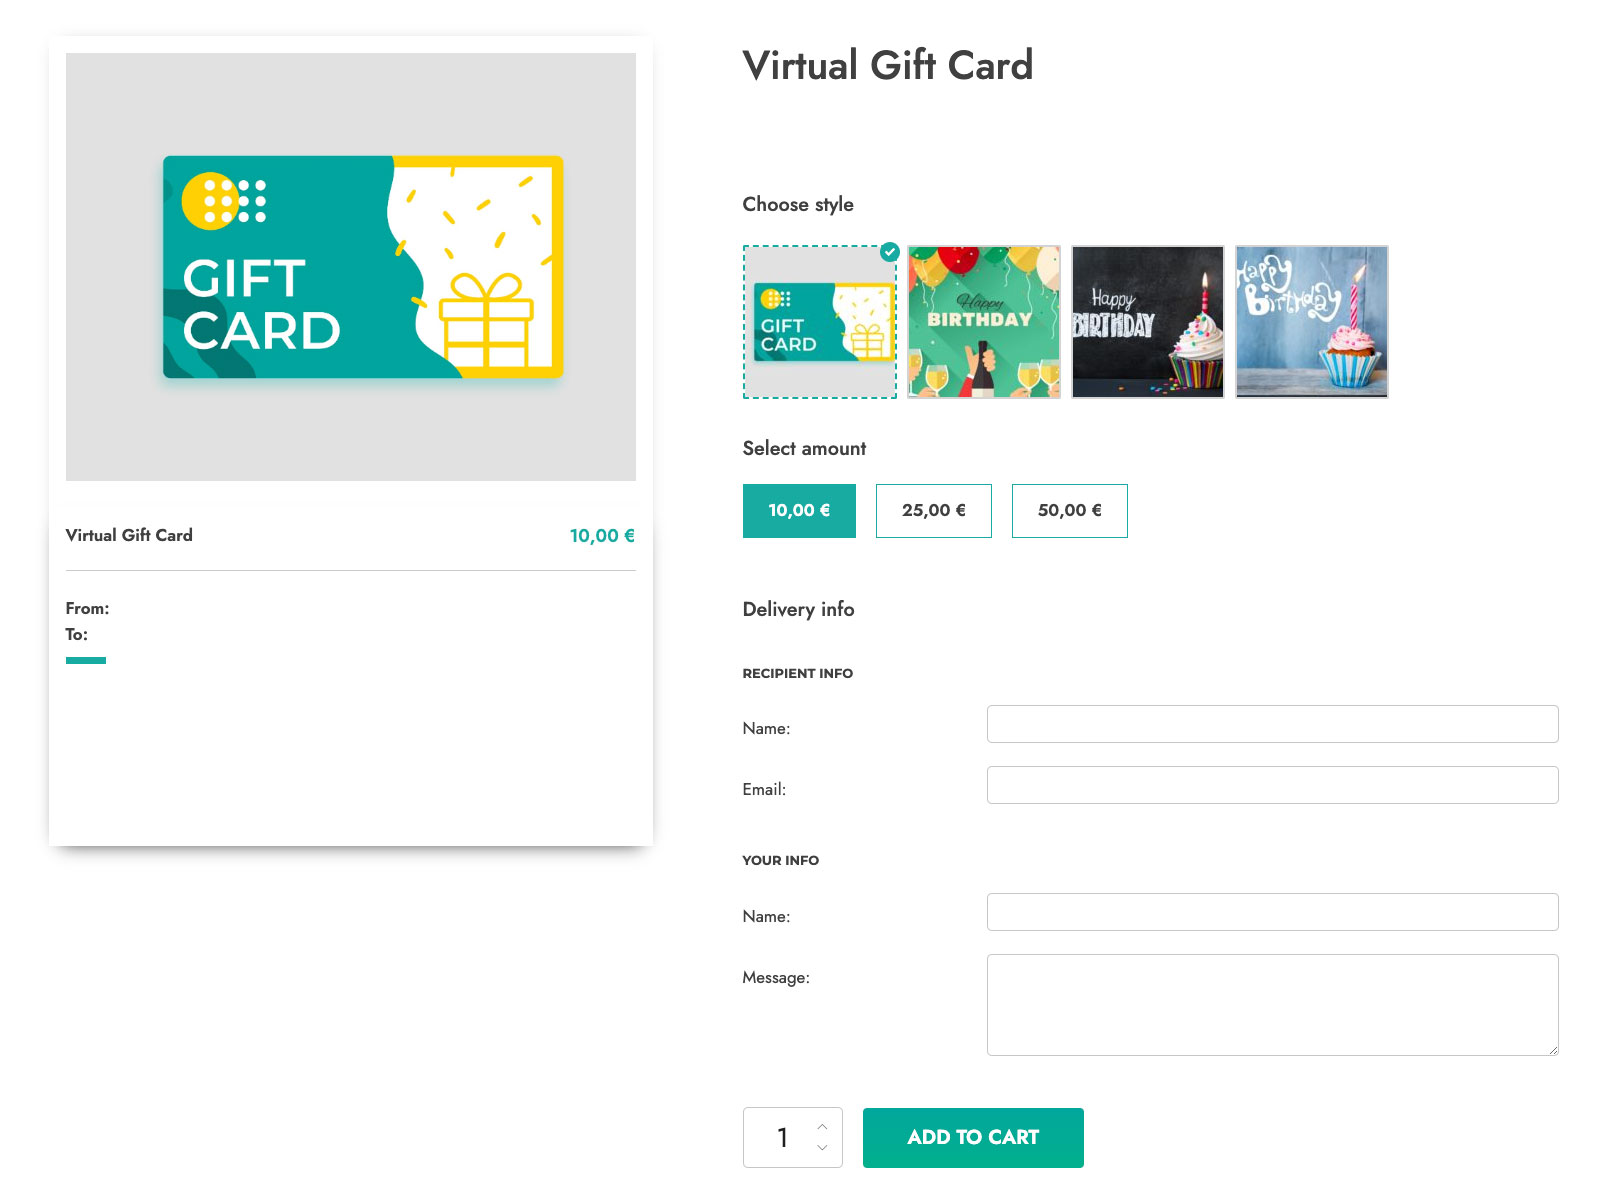 GIFT
CARD
Virtual Gift Card 10,00 €
From:
To:
Virtual Gift Card
Choose style
GIFT
CARD
Happy
BIRTHDAY
Happy
BIRTHDAY
Happy
Birthday
Select amount
10,00 € 25,00 € 50,00 €
Delivery info
RECIPIENT INFO
Name:
Email:
YOUR INFO
Name:
Message:
1 ADD TO CART